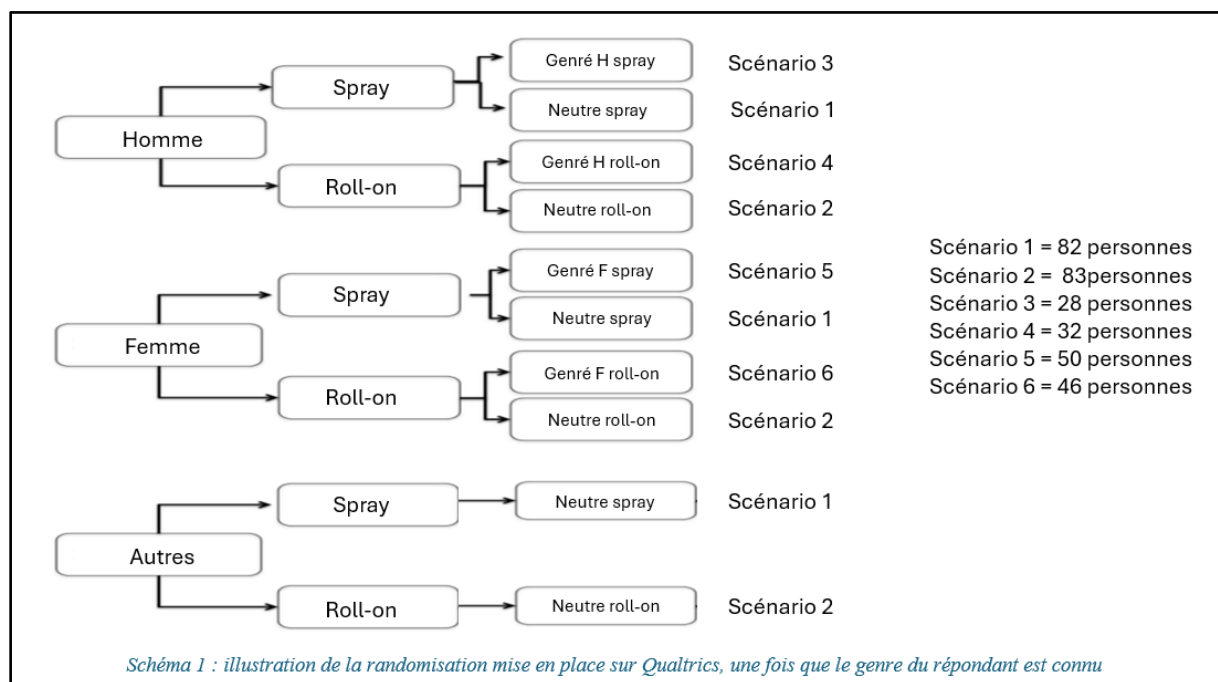 Genré H spray
Scénario 3
Spray
Neutre spray
Scénario 1
Homme
Genré H roll-on
Scénario 4
Roll-on
Neutre roll-on
Scénario 2
Genré F spray
Scénario 5
Spray
Neutre spray
Scénario 1
Femme
Genré F roll-on
Scénario 6
Roll-on
Neutre roll-on
Scénario 2
Scénario 1 = 82 personnes
Scénario 2 =  83personnes
Scénario 3 = 28 personnes
Scénario 4 = 32 personnes
Scénario 5 = 50 personnes
Scénario 6 = 46 personnes
Spray
Neutre spray
Scénario 1
Autres
Roll-on
Neutre roll-on
Scénario 2
Schéma 1 : illustration de la randomisation mise en place sur Qualtrics, une fois que le genre du répondant est connu